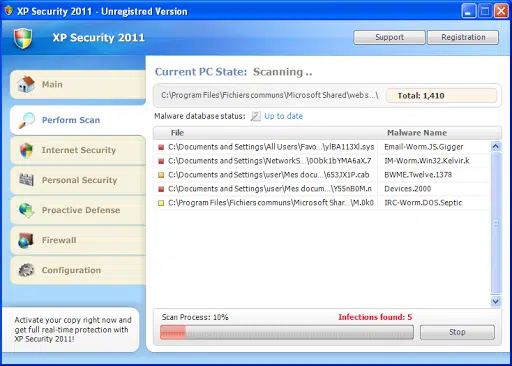 XP Security 2011 - Unregistred Version
XP Security 2011
Support
Registration
Main
Perform Scan
Internet Security
Personal Security
Proactive Defense
Firewall
Configuration
Activate your copy right now and
get full real-time protection with
XP Security 2011!
Current PC State: Scanning ..
C:\Program Files\Fichiers communs\Microsoft Shared\webs...\
Total: 1,410
Malware database status: Up to date
File Malware Name
C:\Documents and Settings\All Users\Favo...\ylBA113Xl.sys Email-Worm.JS.Gigger
C:\Documents and Settings\NetworkS...\00bk1bYMA6aX.7 IM-Worm.Win32.Kelvir.k
C:\Documents and Settings\user\Mes docu...\653JX1P.cab BWME.Twelve.1378
C:\Documents and Settings\user\Mes docum...\Y55nB0M.n Devices.2000
C:\Program Files\Fichiers communs\Microsoft Shar...\M.0k0 IRC-Worm.DOS.Septic
Scan Process: 10%
Infections found: 5
Stop